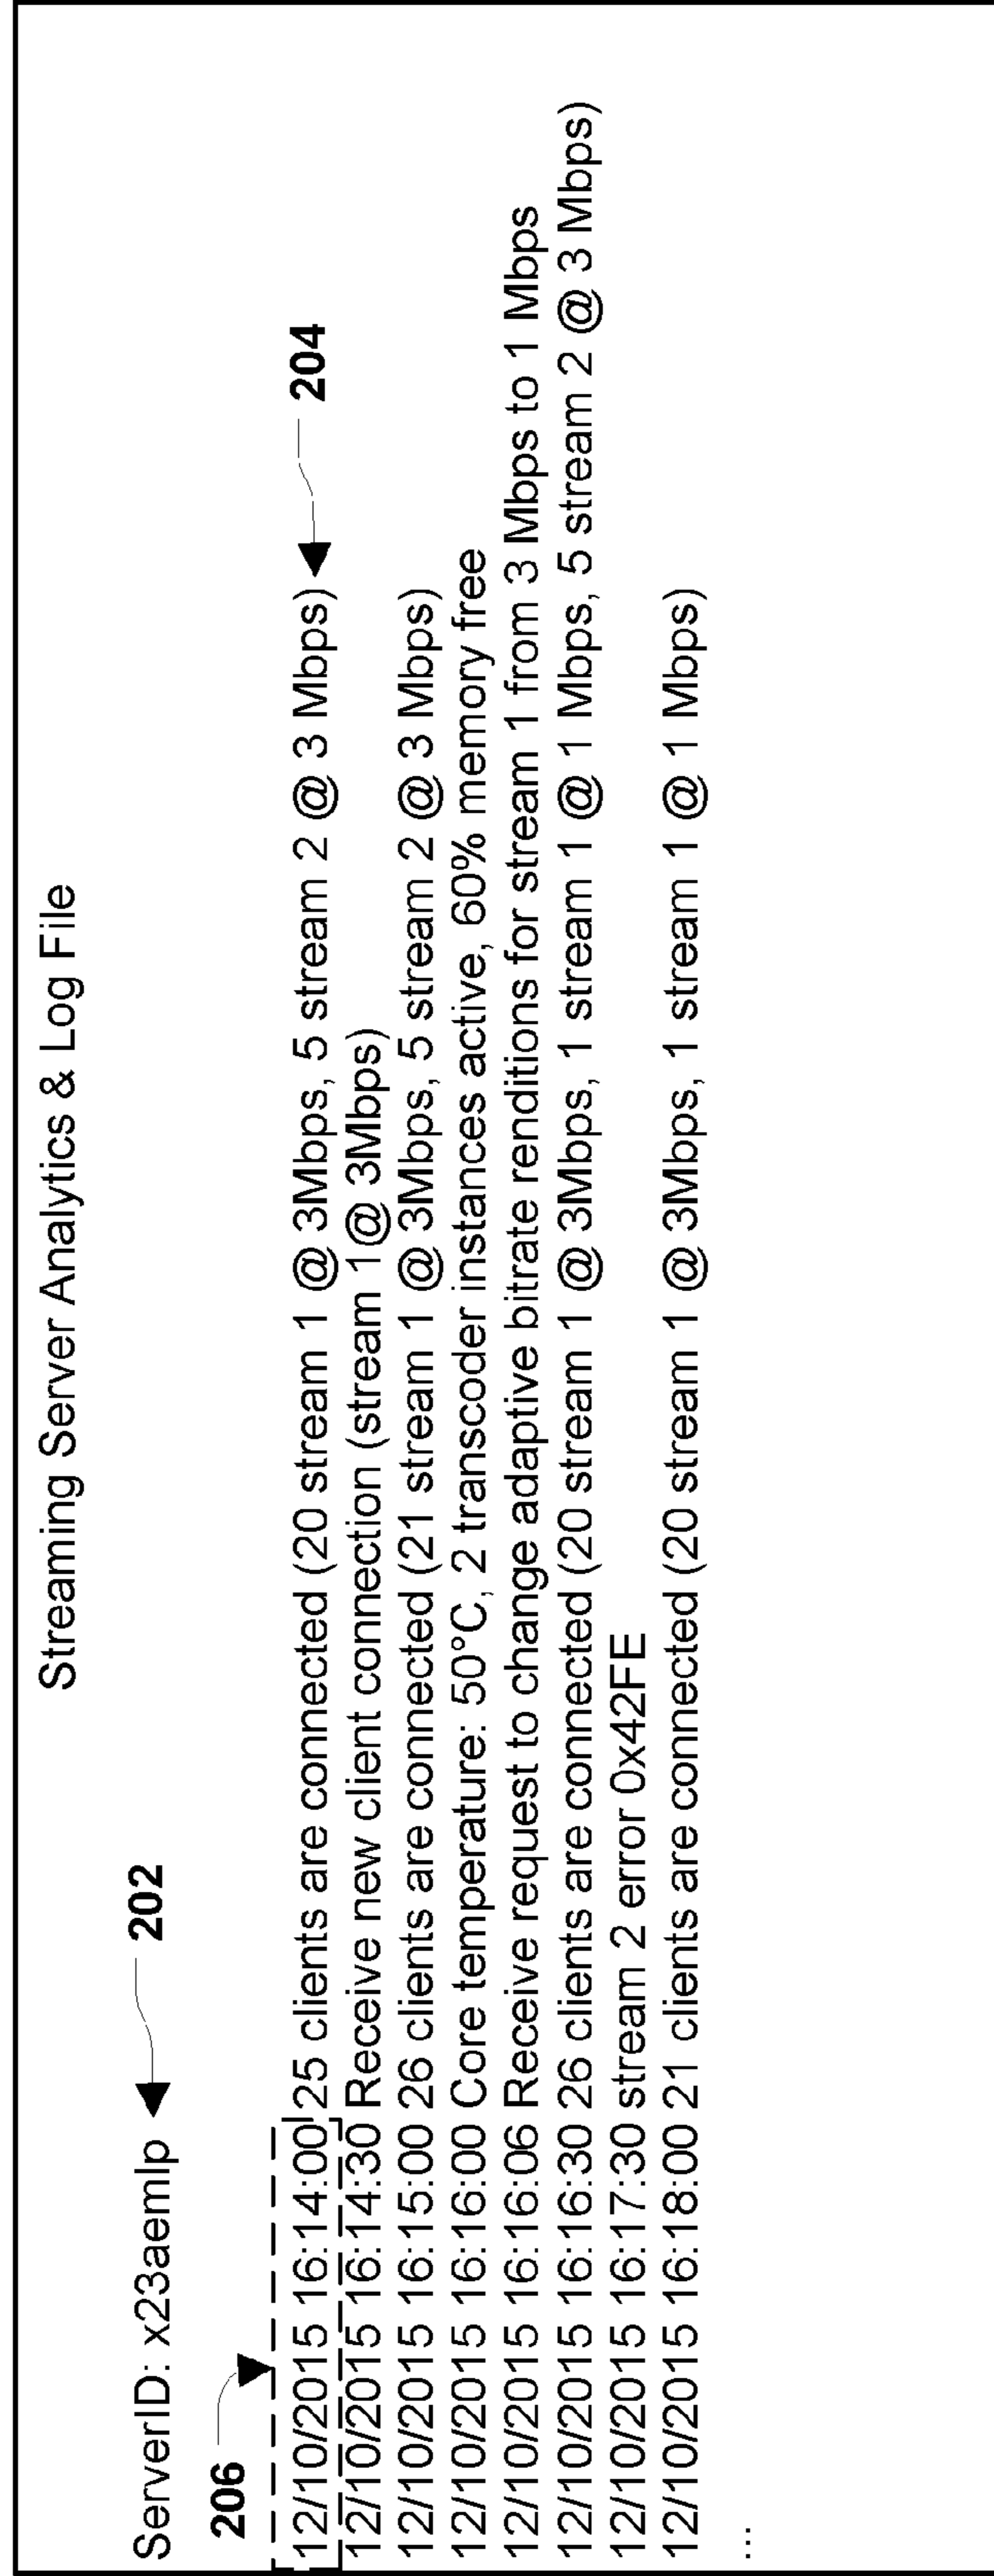 Streaming Server Analytics & Log File
ServerID: x23aemlp
202
206
204
12/10/2015 16:14:00 25 clients are connected (20 stream 1 @ 3Mbps, 5 stream 2 @ 3 Mbps)
12/10/2015 16:14:30 Receive new client connection (stream 1@ 3Mbps)
12/10/2015 16:15:00 26 clients are connected (21 stream 1 @ 3Mbps, 5 stream 2 @ 3 Mbps)
12/10/2015 16:16:00 Core temperature: 50°C, 2 transcoder instances active, 60% memory free
12/10/2015 16:16:06 Receive request to change adaptive bitrate renditions for stream 1 from 3 Mbps to 1 Mbps
12/10/2015 16:16:30 26 clients are connected (20 stream 1 @ 3Mbps, 1 stream 1 @ 1 Mbps, 5 stream 2 @ 3 Mbps)
12/10/2015 16:17:30 stream 2 error 0x42FE
12/10/2015 16:18:00 21 clients are connected (20 stream 1 @ 3Mbps, 1 stream 1 @ 1 Mbps)
...